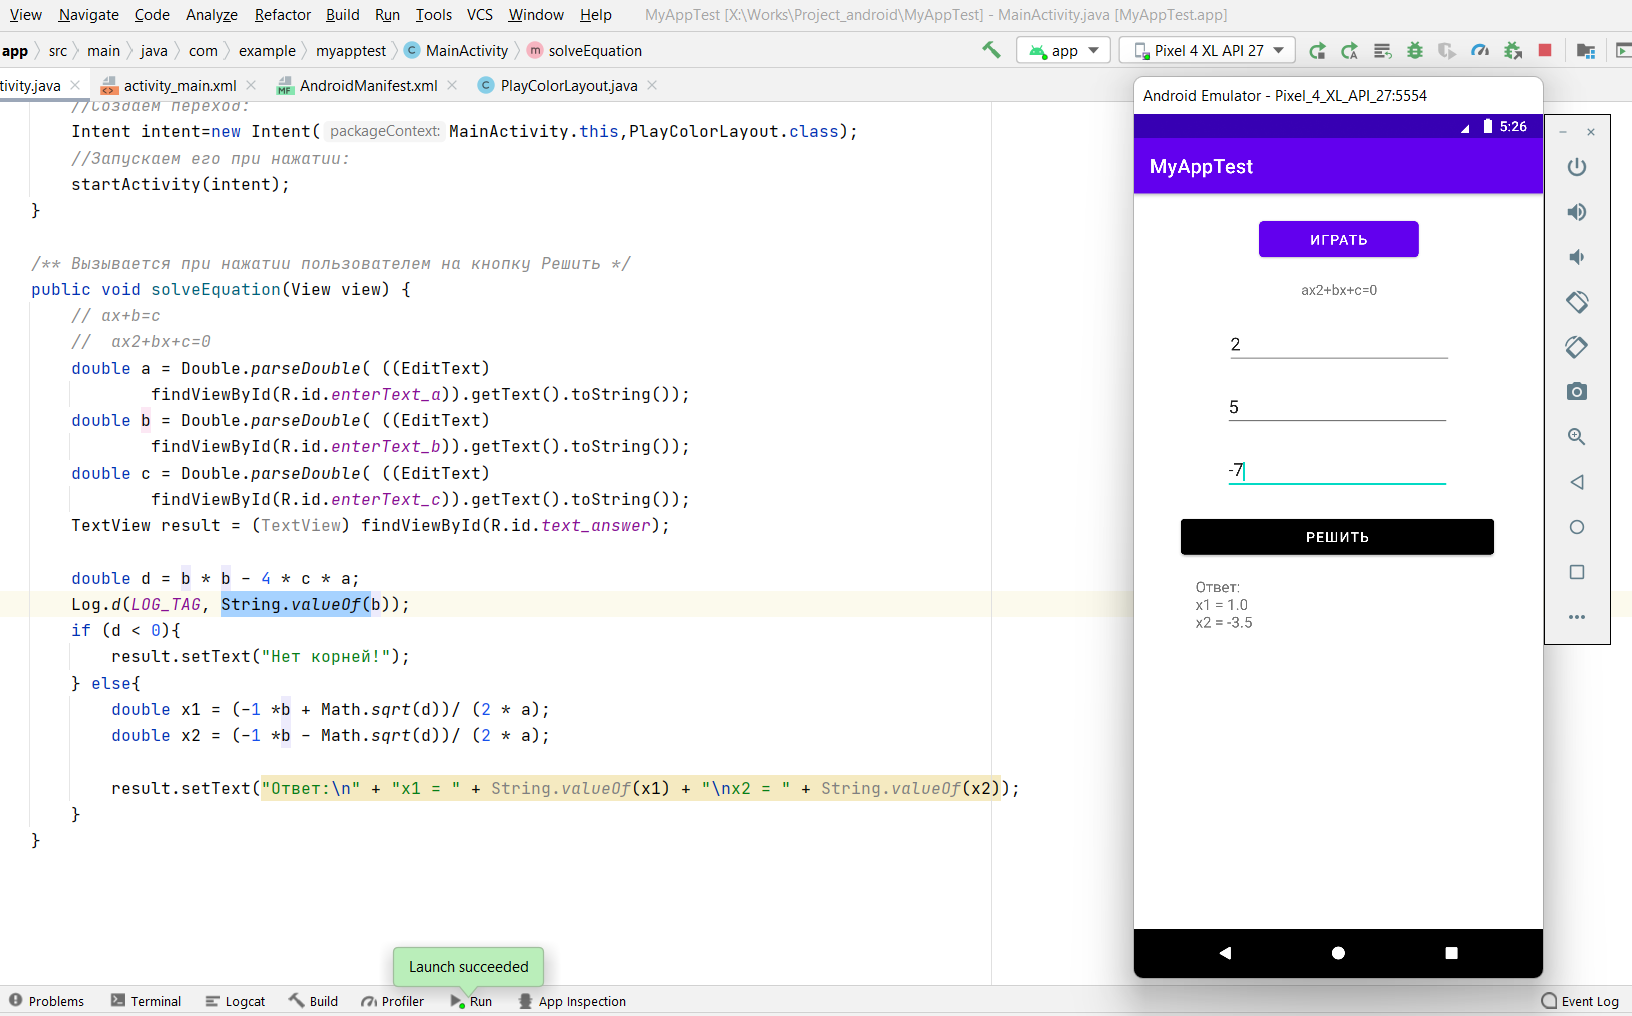 View Navigate Code Analyze Refactor Build Run Tools VCS Window Help MyAppTest [X:\Works\Project_android\MyAppTest] - MainActivity.java [MyAppTest.app]
app src main java com example myapptest C MainActivity m solveEquation app Pixel 4 XL API 27
tivity.java activity_main.xml MF AndroidManifest.xml C PlayColorLayout.java
//Создаем переход:
Intent intent=new Intent( packageContext: MainActivity.this,PlayColorLayout.class);
//Запускаем его при нажатии:
startActivity(intent);
}
/** Вызывается при нажатии пользователем на кнопку Решить */
public void solveEquation(View view) {
// ax+b=c
//  ax2+bx+c=0
double a = Double.parseDouble( ((EditText)
findViewById(R.id.enterText_a)).getText().toString());
double b = Double.parseDouble( ((EditText)
findViewById(R.id.enterText_b)).getText().toString());
double c = Double.parseDouble( ((EditText)
findViewById(R.id.enterText_c)).getText().toString());
TextView result = (TextView) findViewById(R.id.text_answer);
double d = b * b - 4 * c * a;
Log.d(LOG_TAG, String.valueOf(b));
if (d < 0){
result.setText("Нет корней!");
} else{
double x1 = (-1 *b + Math.sqrt(d))/ (2 * a);
double x2 = (-1 *b - Math.sqrt(d))/ (2 * a);
result.setText("Ответ:\n" + "x1 = " + String.valueOf(x1) + "\nx2 = " + String.valueOf(x2));
}
}
Android Emulator - Pixel_4_XL_API_27:5554
5:26
MyAppTest
ИГРАТЬ
ax2+bx+c=0
2
5
-7
РЕШИТЬ
Ответ:
x1 = 1.0
x2 = -3.5
Launch succeeded
Problems Terminal Logcat Build Profiler Run App Inspection Event Log